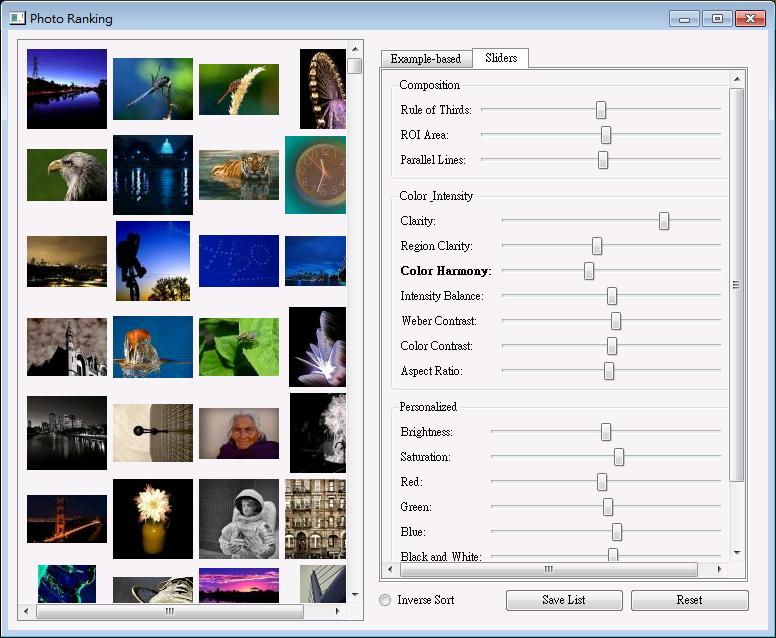 Photo Ranking
Example-based
Sliders
Composition
Rule of Thirds:
ROI Area:
Parallel Lines:
Color_Intensity
Clarity:
Region Clarity:
Color Harmony:
Intensity Balance:
Weber Contrast:
Color Contrast:
Aspect Ratio:
Personalized
Brightness:
Saturation:
Red:
Green:
Blue:
Black and White:
Inverse Sort
Save List
Reset
H2O